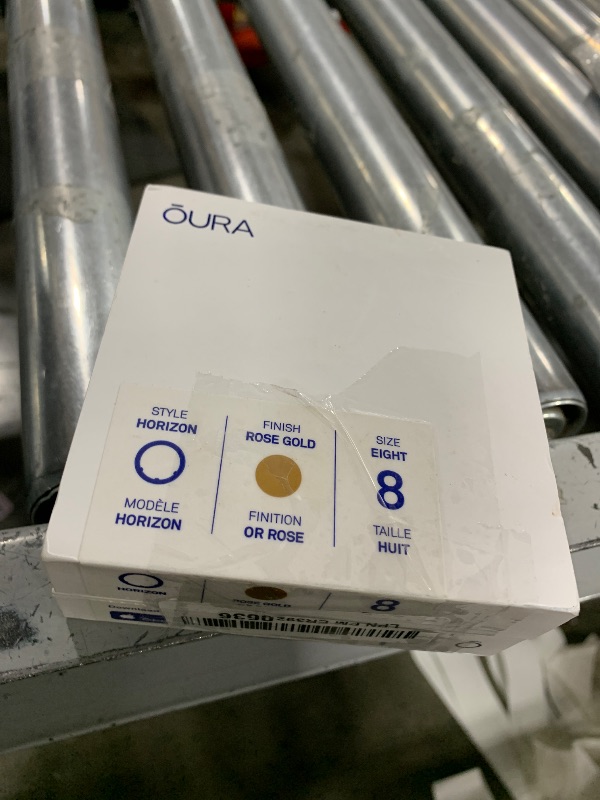 ŌURA
STYLE
HORIZON
MODÈLE
HORIZON
FINISH
ROSE GOLD
FINITION
OR ROSE
SIZE
EIGHT
8
TAILLE
HUIT
HORIZON
ROSE GOLD
8
Download